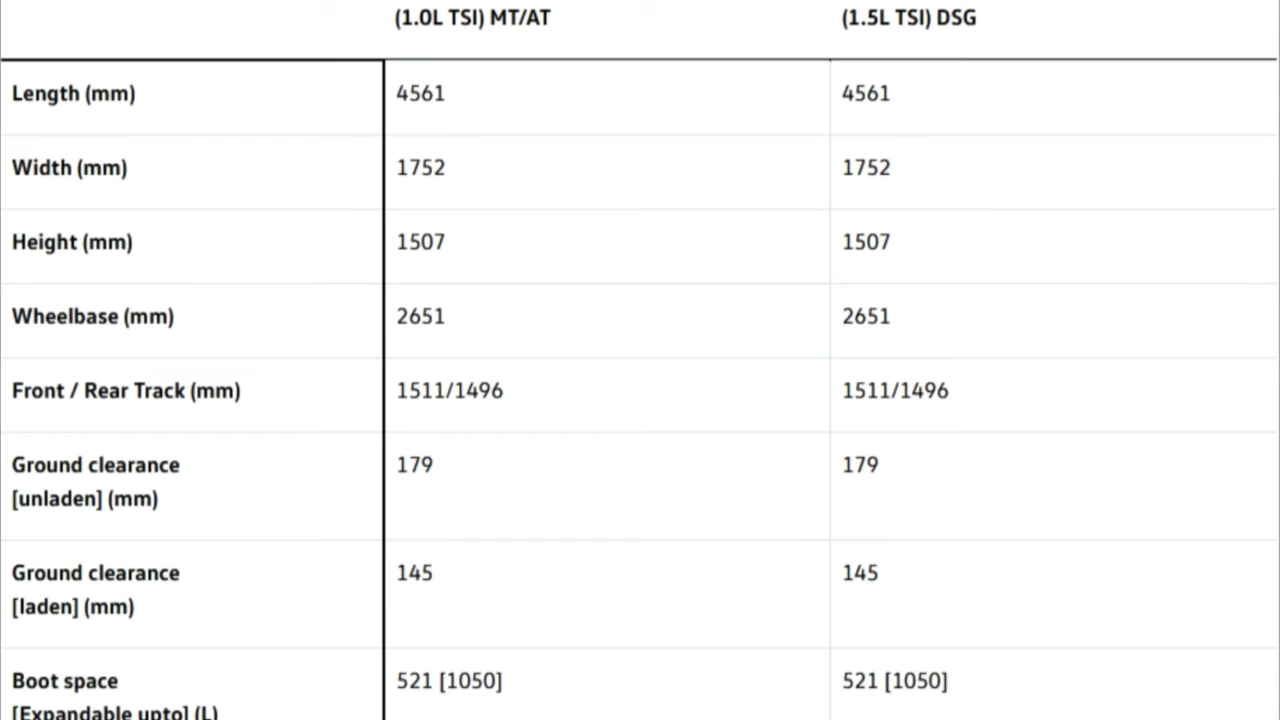 (1.0L TSI) MT/AT (1.5L TSI) DSG
Length (mm) 4561 4561
Width (mm) 1752 1752
Height (mm) 1507 1507
Wheelbase (mm) 2651 2651
Front / Rear Track (mm) 1511/1496 1511/1496
Ground clearance 179 179
[unladen] (mm)
Ground clearance 145 145
[laden] (mm)
Boot space 521 [1050] 521 [1050]
[Expandable upto] (L)